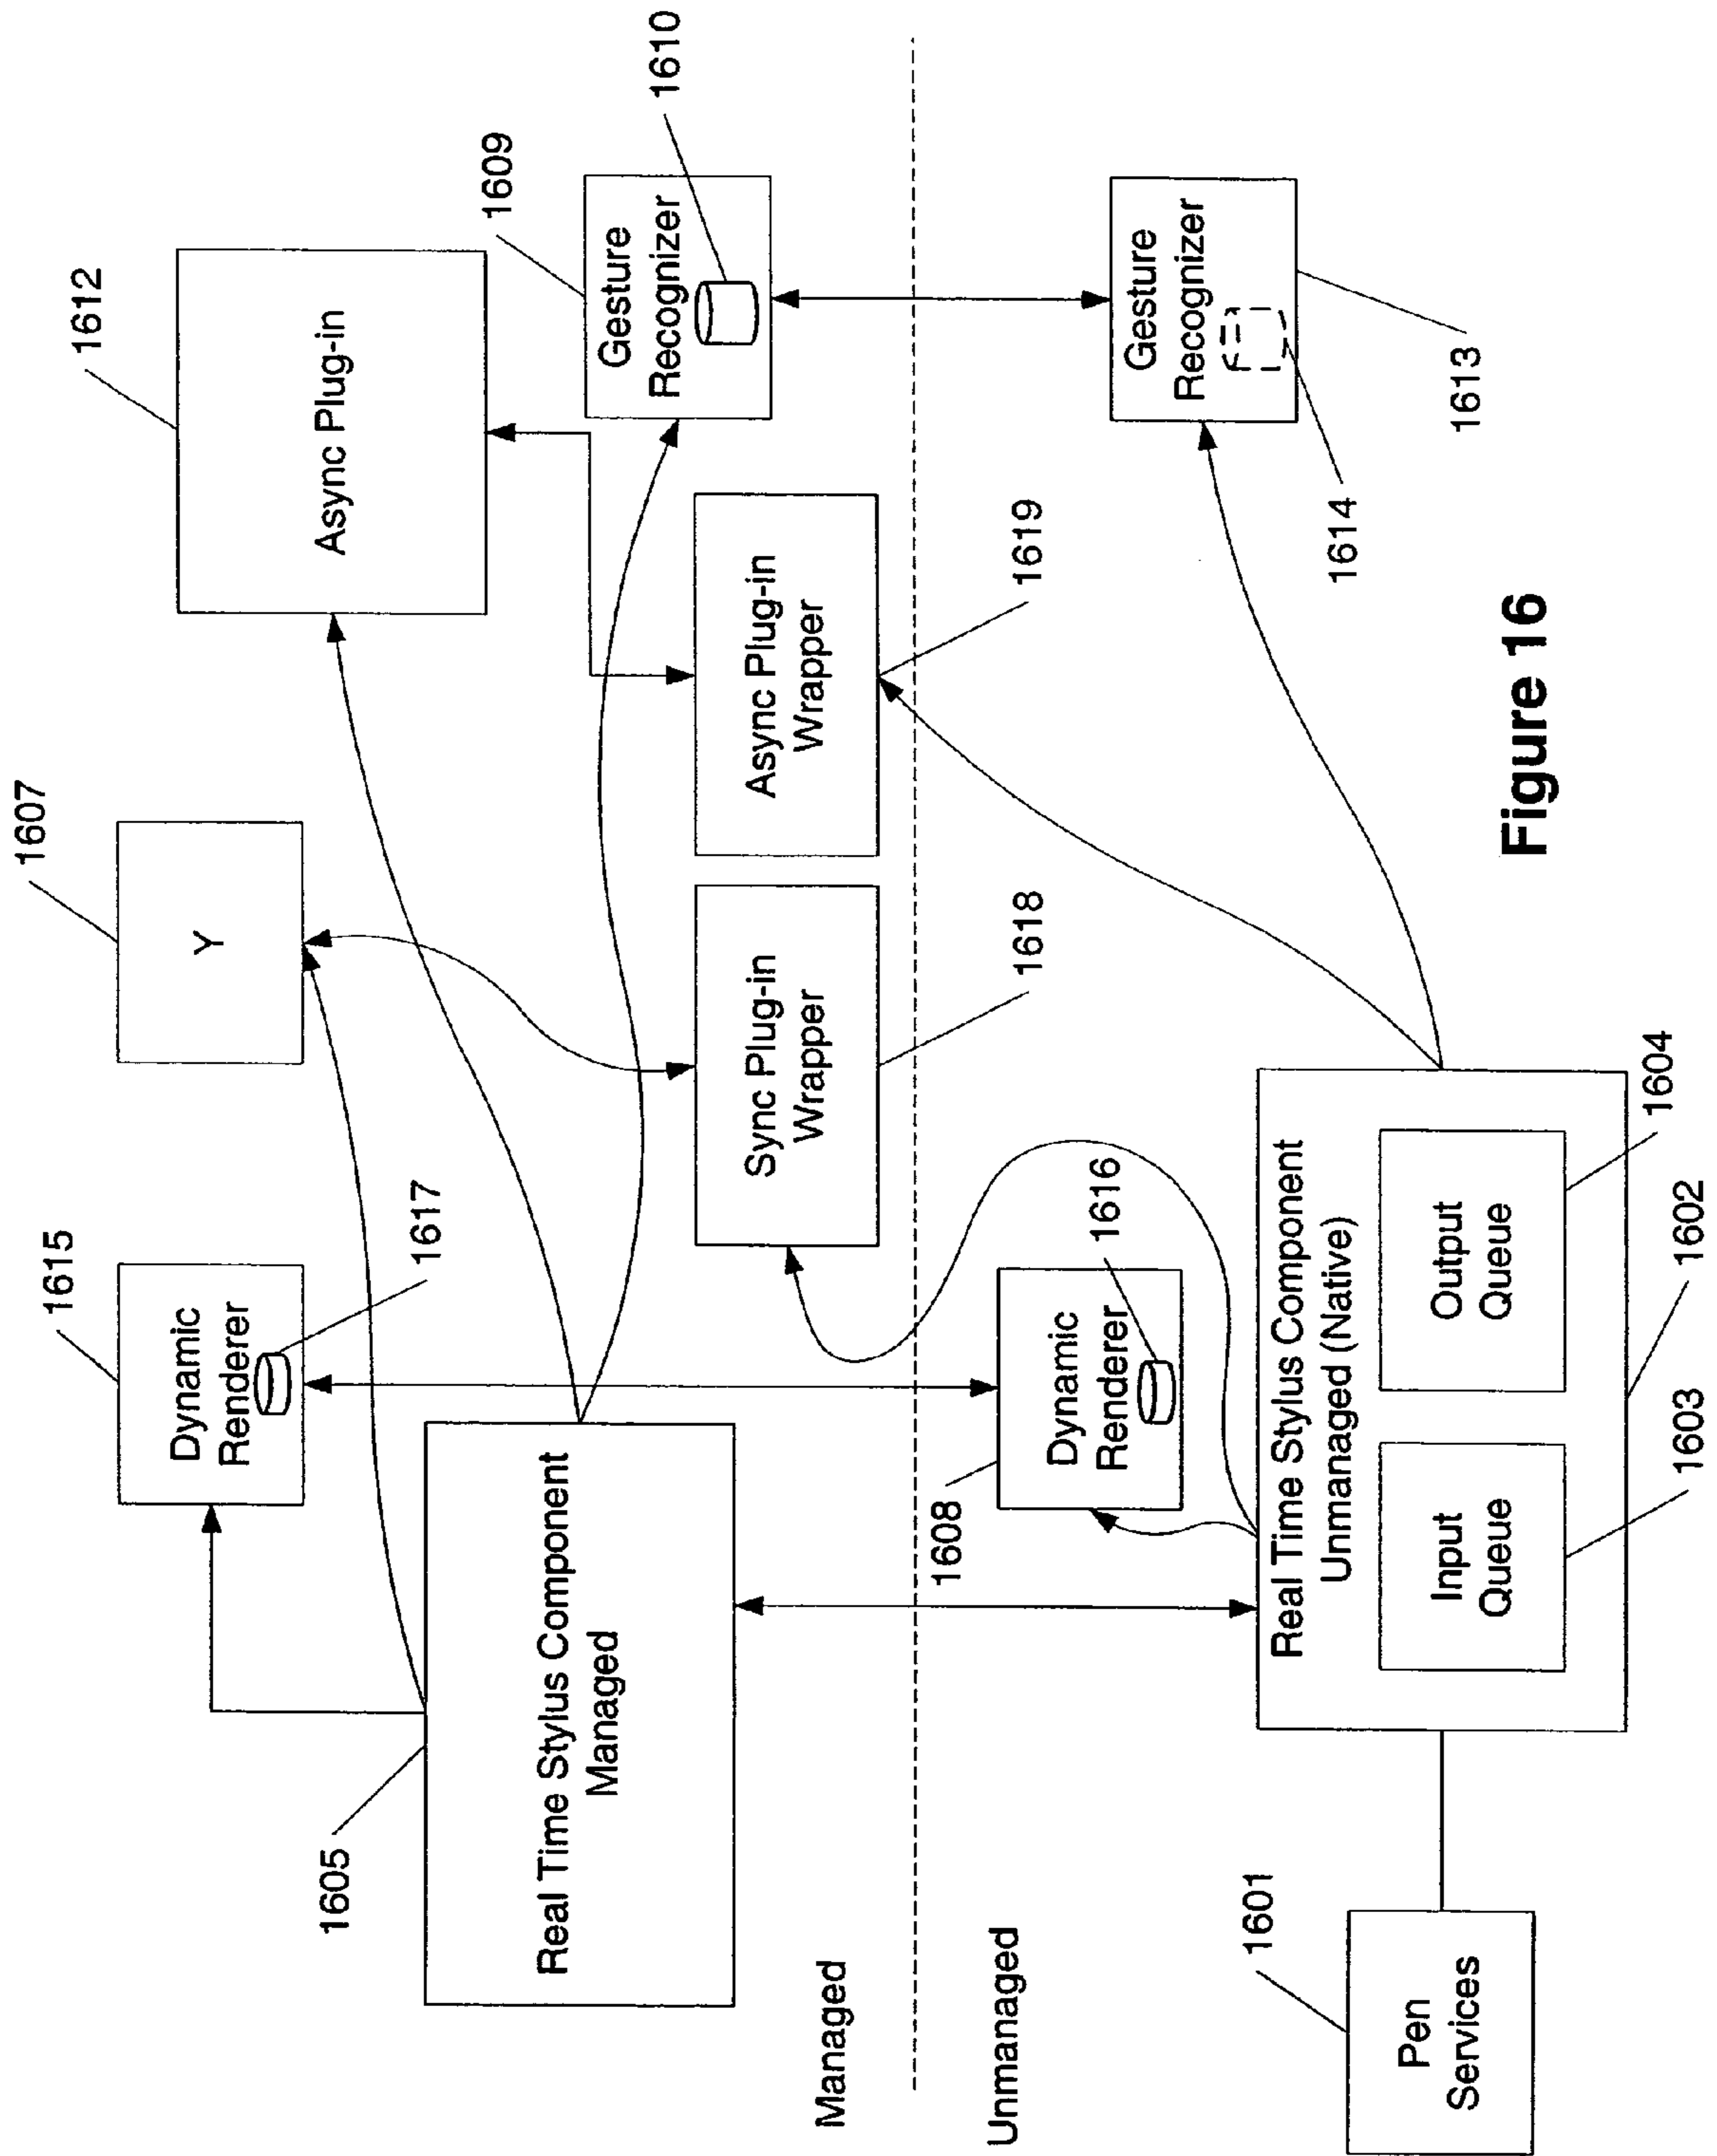 1615
Dynamic
Renderer
1617
1607
Y
1612
Async Plug-in
1605
Real Time Stylus Component
Managed
Sync Plug-in
Wrapper
1618
Async Plug-in
Wrapper
1619
1609
Gesture
Recognizer
1610
Managed
Unmanaged
1608
Dynamic
Renderer
1616
Gesture
Recognizer
1613
1614
1601
Pen
Services
Real Time Stylus Component
Unmanaged (Native)
Input
Queue
1603
Output
Queue
1604
1602
Figure 16